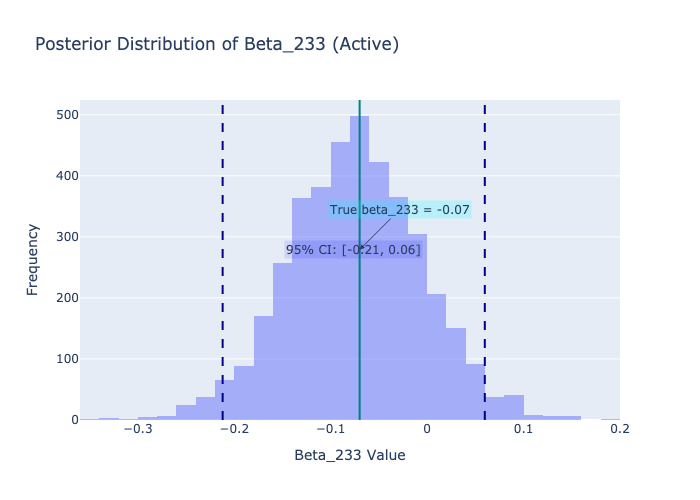 Posterior Distribution of Beta_233 (Active)
500
400
300
200
100
0
Frequency
True beta_233 = -0.07
95% CI: [-0.21, 0.06]
−0.3
−0.2
−0.1
0
0.1
0.2
Beta_233 Value